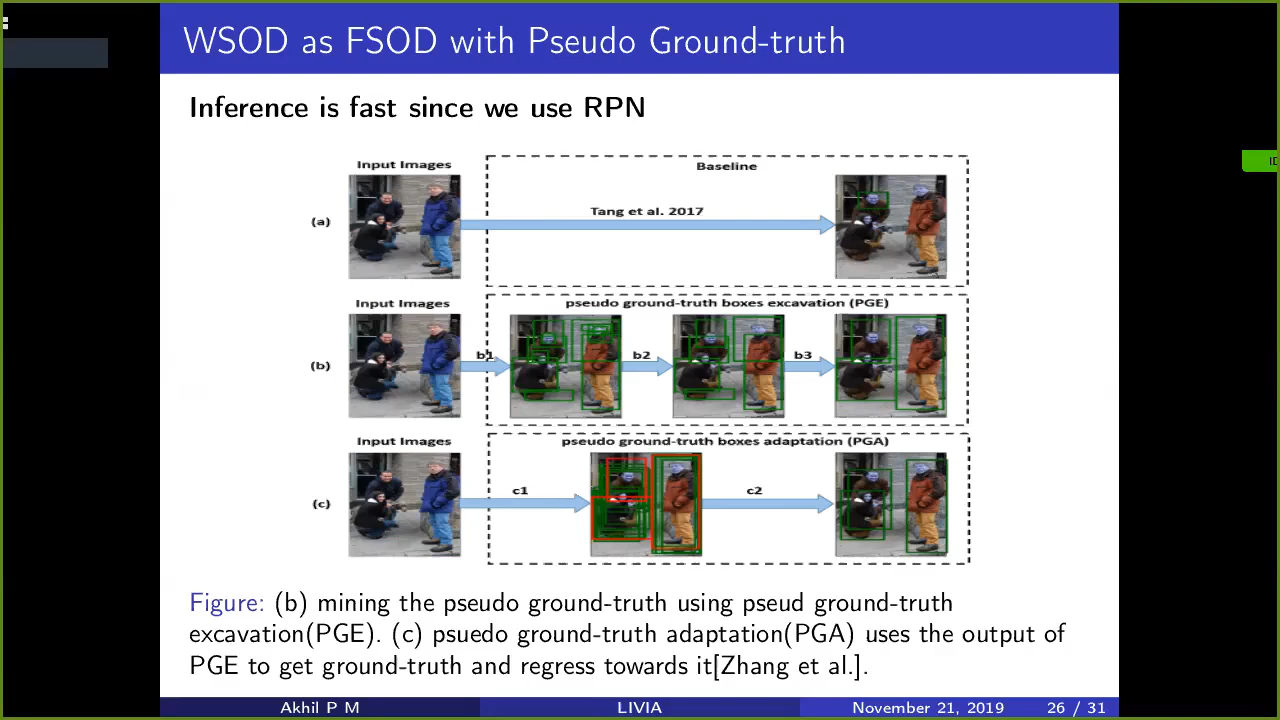 WSOD as FSOD with Pseudo Ground-truth
Inference is fast since we use RPN
Input Images
Baseline
(a)
Tang et al. 2017
Input Images
pseudo ground-truth boxes excavation (PGE)
(b)
b1
b2
b3
Input Images
pseudo ground-truth boxes adaptation (PGA)
(c)
c1
c2
Figure: (b) mining the pseudo ground-truth using pseud ground-truth
excavation(PGE). (c) psuedo ground-truth adaptation(PGA) uses the output of
PGE to get ground-truth and regress towards it[Zhang et al.].
Akhil P M
LIVIA
November 21, 2019
26 / 31